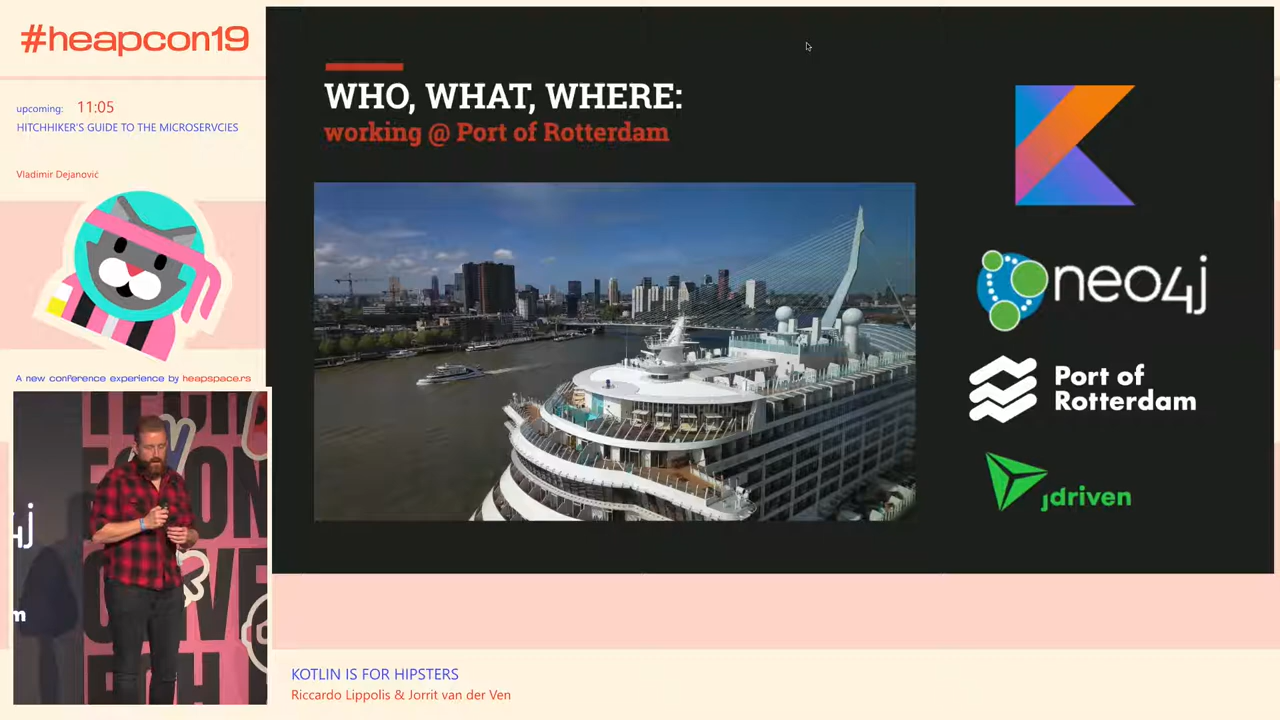 #heapcon19
upcoming: 11:05
HITCHHIKER'S GUIDE TO THE MICROSERVCIES
Vladimir Dejanović
A new conference experience by heapspace.rs
WHO, WHAT, WHERE:
working @ Port of Rotterdam
neo4j
Port of
Rotterdam
jdriven
4j
m
KOTLIN IS FOR HIPSTERS
Riccardo Lippolis & Jorrit van der Ven